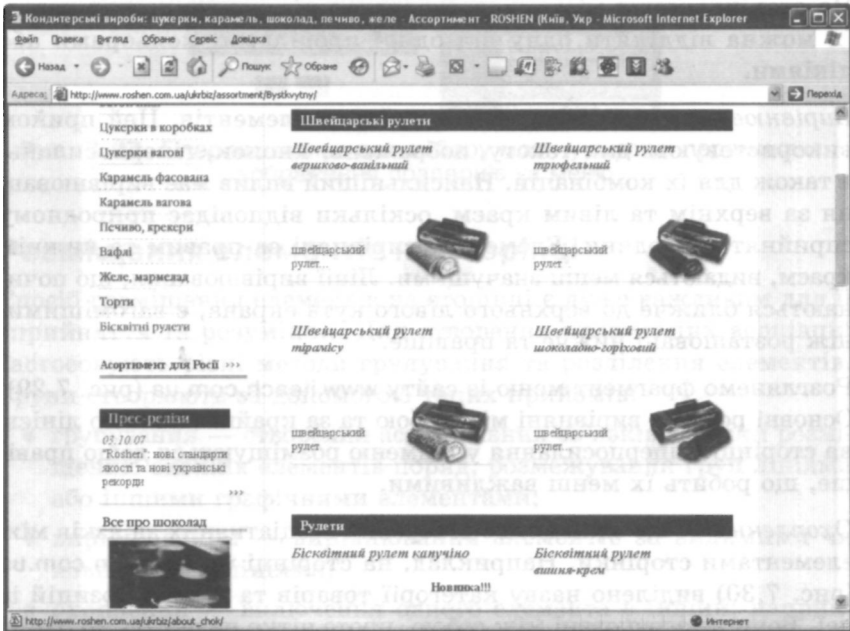 Кондитерські вироби: цукерки, карамель, шоколад, печиво, желе - Ассортимент - ROSHEN (Київ, Укр - Microsoft Internet Explorer
Файл Правка Вигляд Обране Сервіс Довідка
Назад Пошук Обране
Адреса: http://www.roshen.com.ua/ukrbiz/assortment/Bystkvytny/ Перехід
Цукерки в коробках
Цукерки вагові
Карамель фасована
Карамель вагова
Печиво, крекери
Вафлі
Желе, мармелад
Торти
Бісквітні рулети
Асортимент для Росії >>>
Прес-релізи
03.10.07
"Roshen": нові стандарти
якості та нові українські
рекорди
>>>
Все про шоколад
Швейцарські рулети
Швейцарський рулет
вершково-ванільний
Швейцарський рулет
трюфельний
швейцарський
рулет
швейцарський
рулет
Швейцарський рулет
тірамісу
Швейцарський рулет
шоколадно-горіховий
швейцарський
рулет
швейцарський
рулет
Рулети
Бісквітний рулет капучіно
Бісквітний рулет
вишня-крем
Новинка!!!
http://www.roshen.com.ua/ukrbiz/about_chok/ Интернет